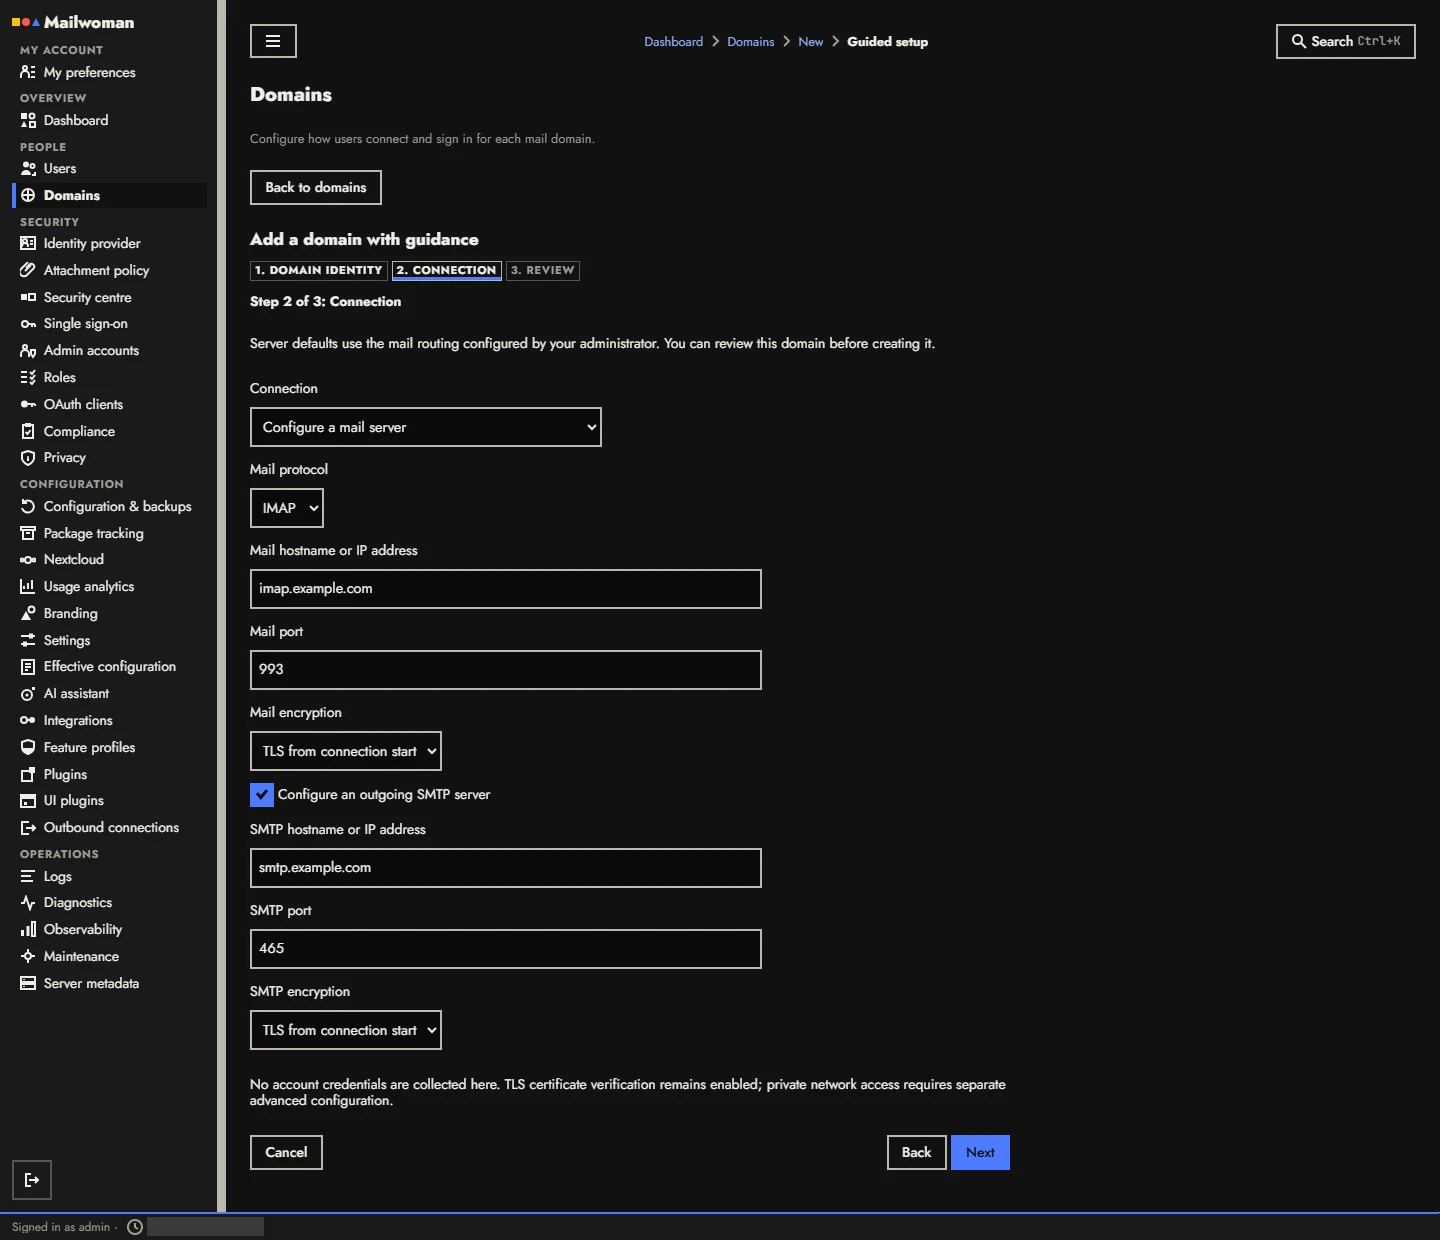 Mailwoman
MY ACCOUNT
My preferences
OVERVIEW
Dashboard
PEOPLE
Users
Domains
SECURITY
Identity provider
Attachment policy
Security centre
Single sign-on
Admin accounts
Roles
OAuth clients
Compliance
Privacy
CONFIGURATION
Configuration & backups
Package tracking
Nextcloud
Usage analytics
Branding
Settings
Effective configuration
AI assistant
Integrations
Feature profiles
Plugins
UI plugins
Outbound connections
OPERATIONS
Logs
Diagnostics
Observability
Maintenance
Server metadata
Dashboard > Domains > New > Guided setup
Search Ctrl+K
Domains
Configure how users connect and sign in for each mail domain.
Back to domains
Add a domain with guidance
1. DOMAIN IDENTITY 2. CONNECTION 3. REVIEW
Step 2 of 3: Connection
Server defaults use the mail routing configured by your administrator. You can review this domain before creating it.
Connection
Configure a mail server
Mail protocol
IMAP
Mail hostname or IP address
imap.example.com
Mail port
993
Mail encryption
TLS from connection start
Configure an outgoing SMTP server
SMTP hostname or IP address
smtp.example.com
SMTP port
465
SMTP encryption
TLS from connection start
No account credentials are collected here. TLS certificate verification remains enabled; private network access requires separate
advanced configuration.
Cancel
Back
Next
Signed in as admin ·